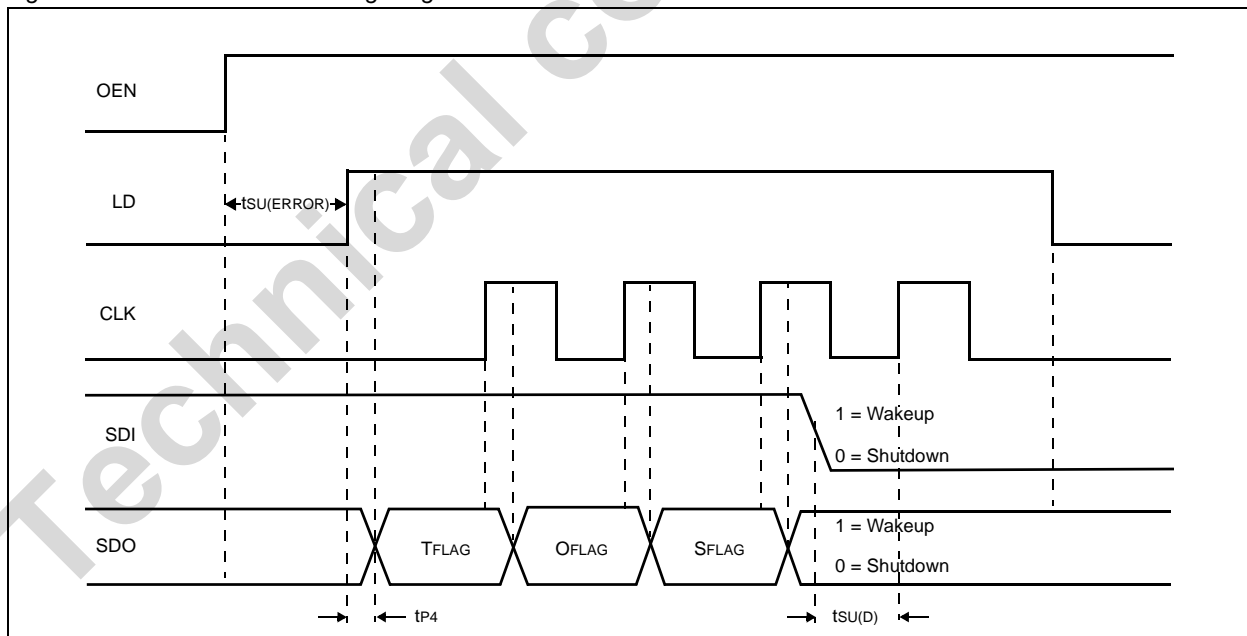 OEN
LD
tSU(ERROR)
CLK
SDI
1 = Wakeup
0 = Shutdown
SDO
TFLAG
OFLAG
SFLAG
1 = Wakeup
0 = Shutdown
tP4
tSU(D)
Technical co